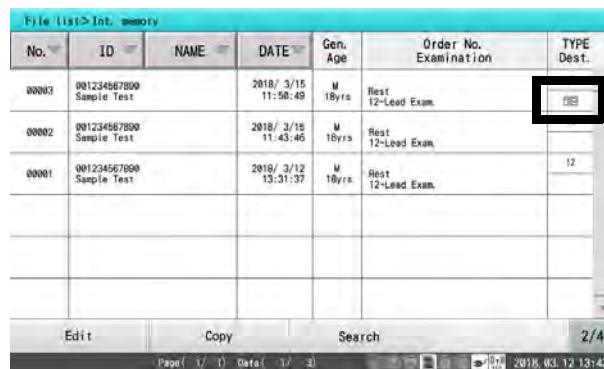 File list>Int. memory
No. ID NAME DATE Gen. Age Order No. Examination TYPE Dest.
00003 001234567890 Sample Test 2018/ 3/15 11:50:49 M 18yrs Rest 12-Lead Exam.
00002 001234567890 Sample Test 2018/ 3/15 11:43:46 M 18yrs Rest 12-Lead Exam.
00001 001234567890 Sample Test 2018/ 3/12 13:31:37 M 18yrs Rest 12-Lead Exam. 12
Edit Copy Search 2/4
Page( 1/ 1) Data( 1/ 3) 2018.03.12 13:42